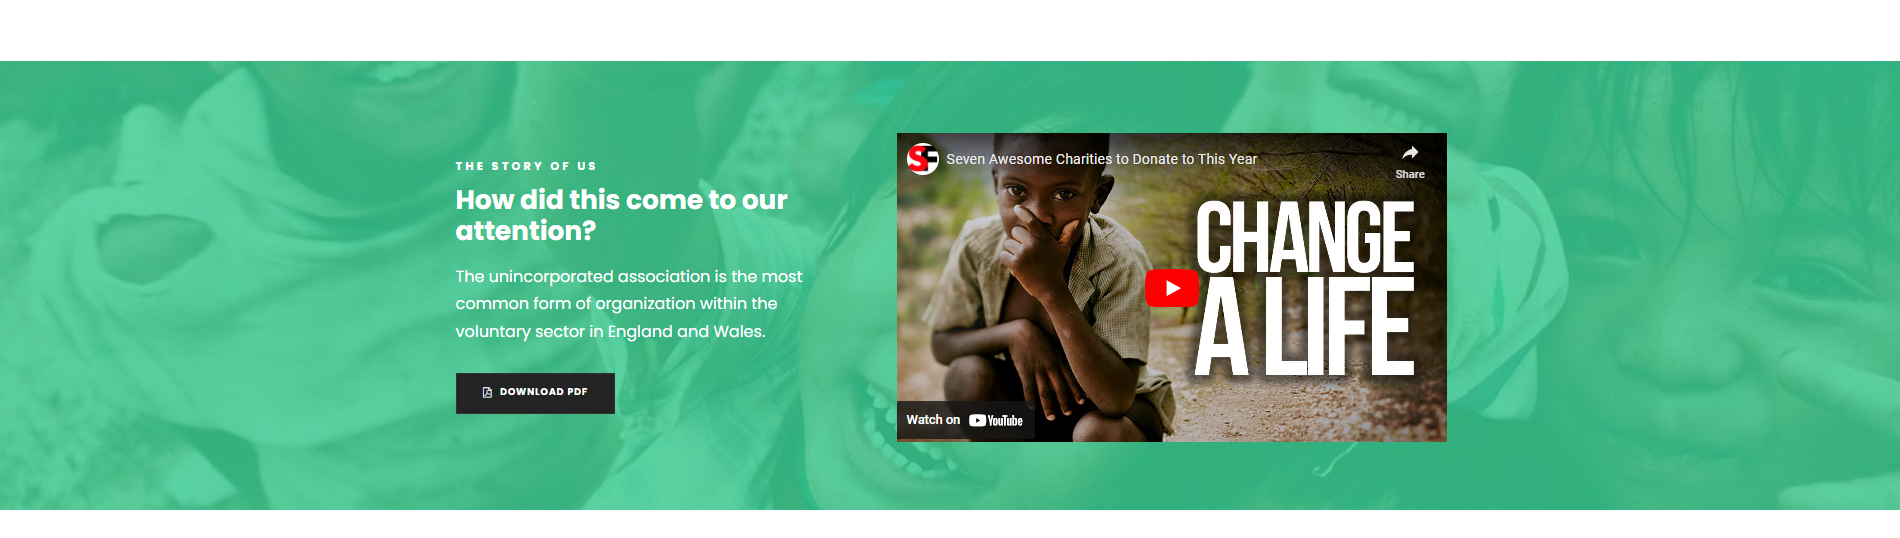 THE STORY OF US
How did this come to our
attention?
The unincorporated association is the most
common form of organization within the
voluntary sector in England and Wales.
DOWNLOAD PDF
SF
Seven Awesome Charities to Donate to This Year
Share
CHANGE
A LIFE
Watch on YouTube